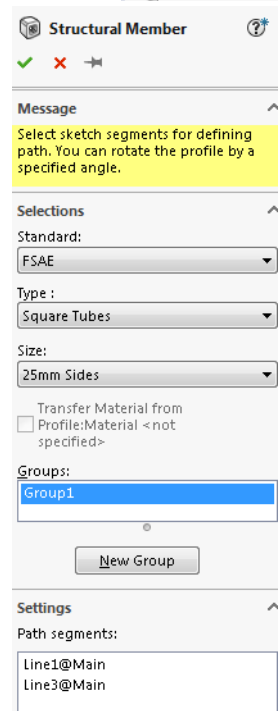 Structural Member
Message
Select sketch segments for defining
path. You can rotate the profile by a
specified angle.
Selections
Standard:
FSAE
Type :
Square Tubes
Size:
25mm Sides
Transfer Material from
Profile:Material <not
specified>
Groups:
Group1
New Group
Settings
Path segments:
Line1@Main
Line3@Main